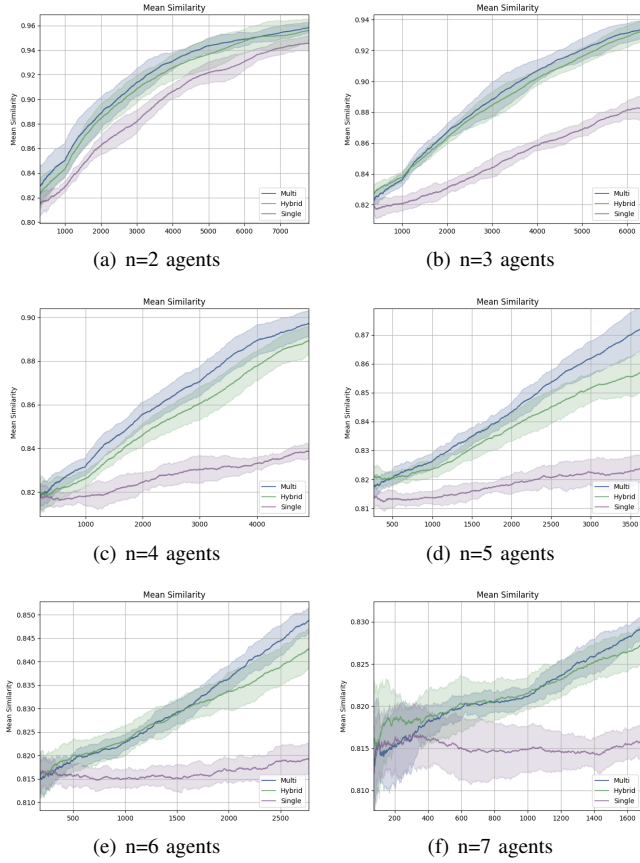 Mean Similarity
Mean Similarity
0.96
0.94
0.92
0.90
0.88
0.86
0.84
0.82
0.80
Multi
Hybrid
Single
1000 2000 3000 4000 5000 6000 7000
(a) n=2 agents
Mean Similarity
Mean Similarity
0.94
0.92
0.90
0.88
0.86
0.84
0.82
Multi
Hybrid
Single
1000 2000 3000 4000 5000 6000
(b) n=3 agents
Mean Similarity
Mean Similarity
0.90
0.88
0.86
0.84
0.82
Multi
Hybrid
Single
1000 2000 3000 4000
(c) n=4 agents
Mean Similarity
Mean Similarity
0.87
0.86
0.85
0.84
0.83
0.82
0.81
Multi
Hybrid
Single
500 1000 1500 2000 2500 3000 3500
(d) n=5 agents
Mean Similarity
Mean Similarity
0.850
0.845
0.840
0.835
0.830
0.825
0.820
0.815
0.810
Multi
Hybrid
Single
500 1000 1500 2000 2500
(e) n=6 agents
Mean Similarity
Mean Similarity
0.830
0.825
0.820
0.815
0.810
Multi
Hybrid
Single
200 400 600 800 1000 1200 1400 1600
(f) n=7 agents